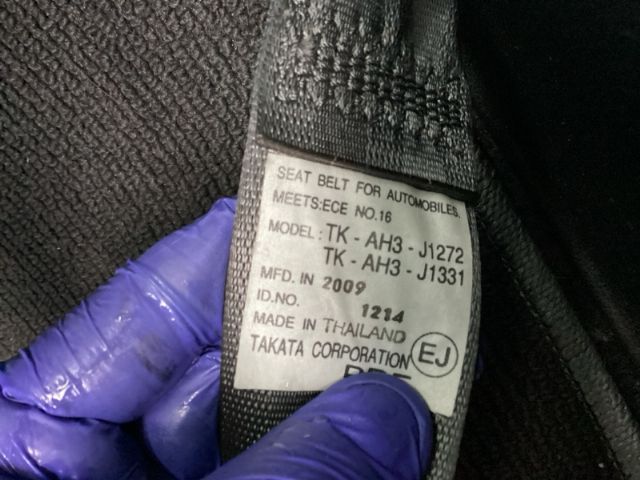 SEAT BELT FOR AUTOMOBILES.
MEETS:ECE NO.16
MODEL : TK - AH3 - J1272
TK - AH3 - J1331
MFD. IN 2009
ID.NO. 1214
MADE IN THAILAND
TAKATA CORPORATION EJ